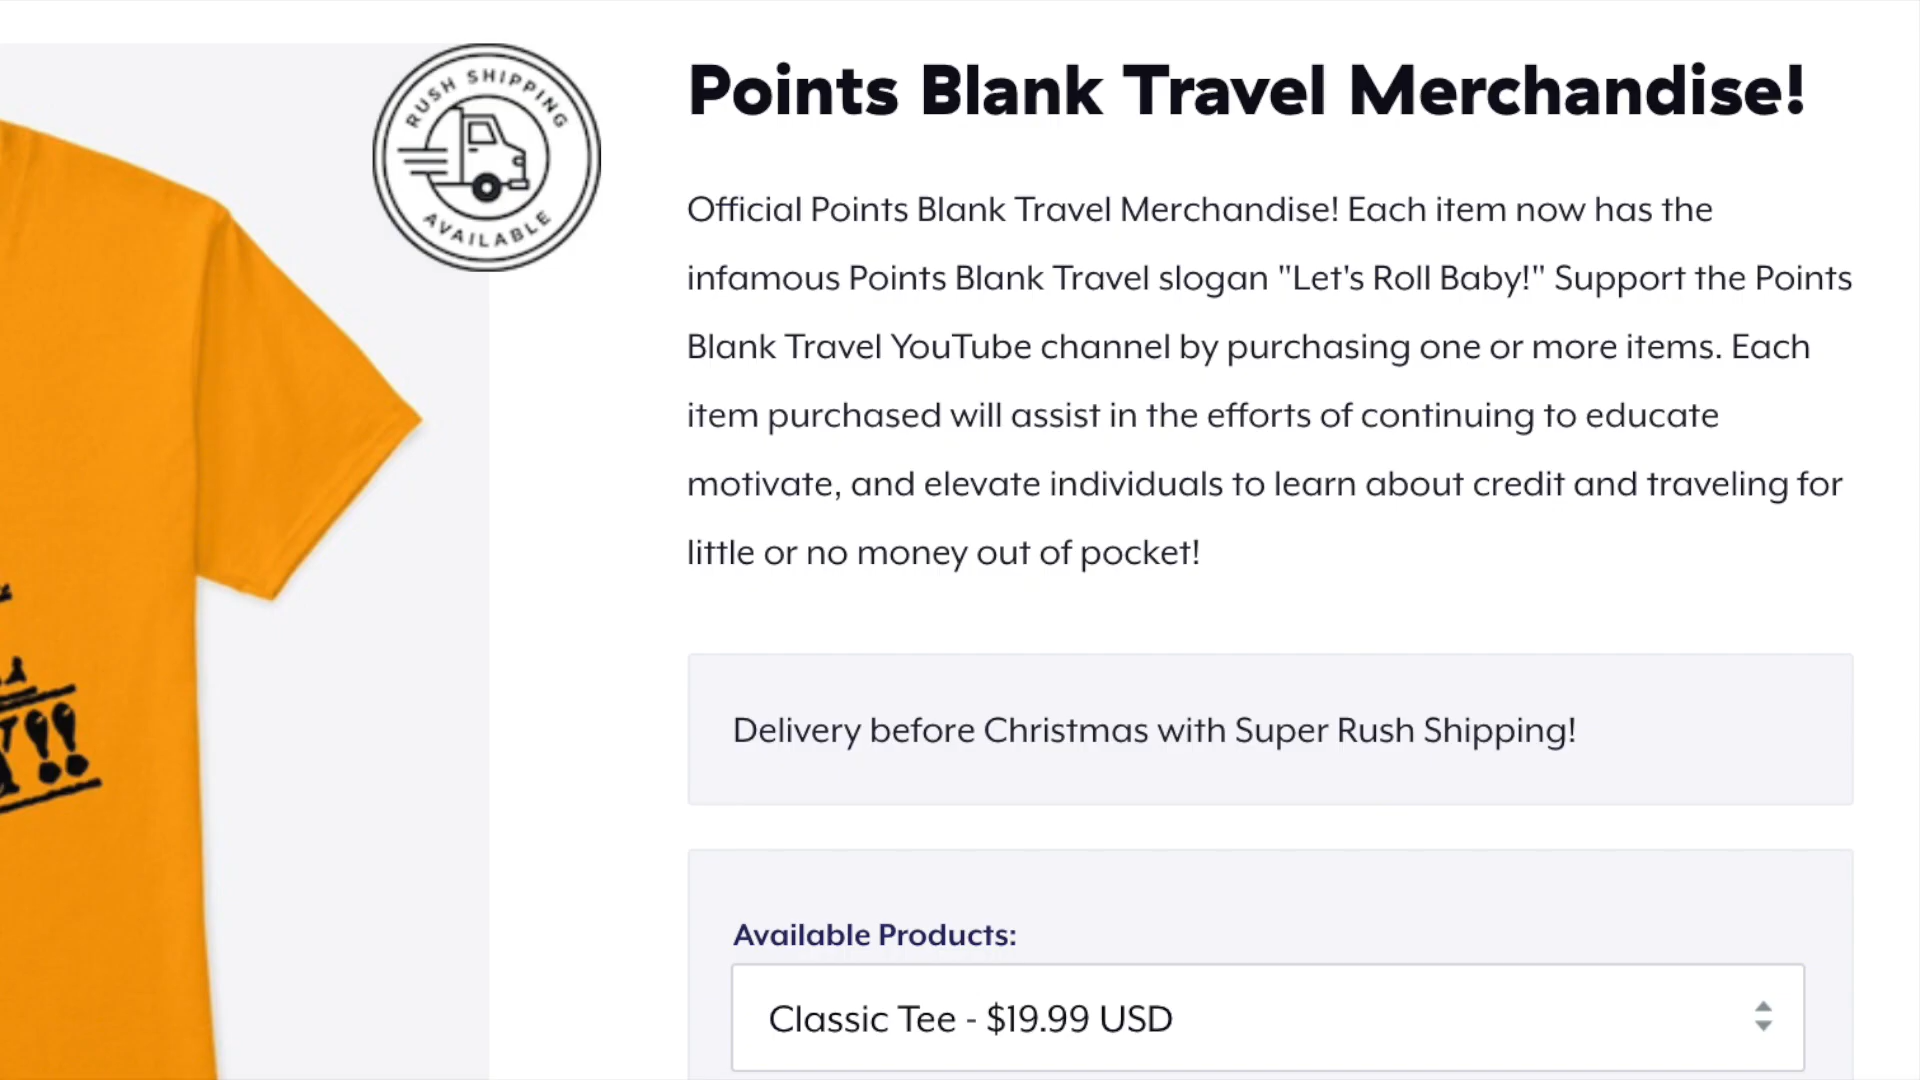 RUSH SHIPPING
AVAILABLE
Points Blank Travel Merchandise!
Official Points Blank Travel Merchandise! Each item now has the
infamous Points Blank Travel slogan "Let's Roll Baby!" Support the Points
Blank Travel YouTube channel by purchasing one or more items. Each
item purchased will assist in the efforts of continuing to educate
motivate, and elevate individuals to learn about credit and traveling for
little or no money out of pocket!
Delivery before Christmas with Super Rush Shipping!
Available Products:
Classic Tee - $19.99 USD